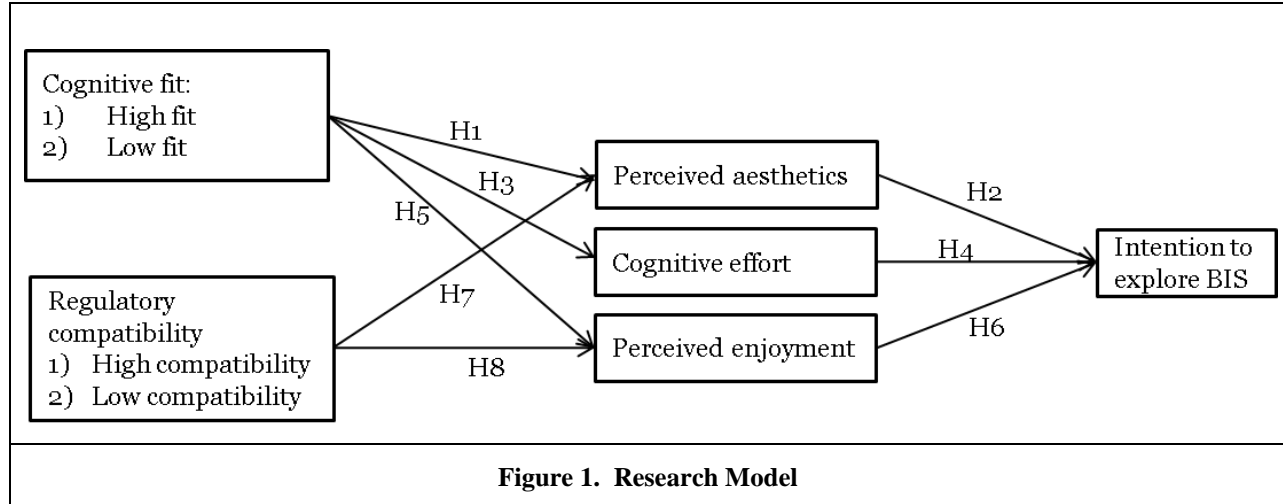 Cognitive fit:
1) High fit
2) Low fit
H1
H3
H5
Perceived aesthetics
H2
Cognitive effort
H4
Intention to
explore BIS
Regulatory
compatibility
1) High compatibility
2) Low compatibility
H7
H8
Perceived enjoyment
H6
Figure 1. Research Model